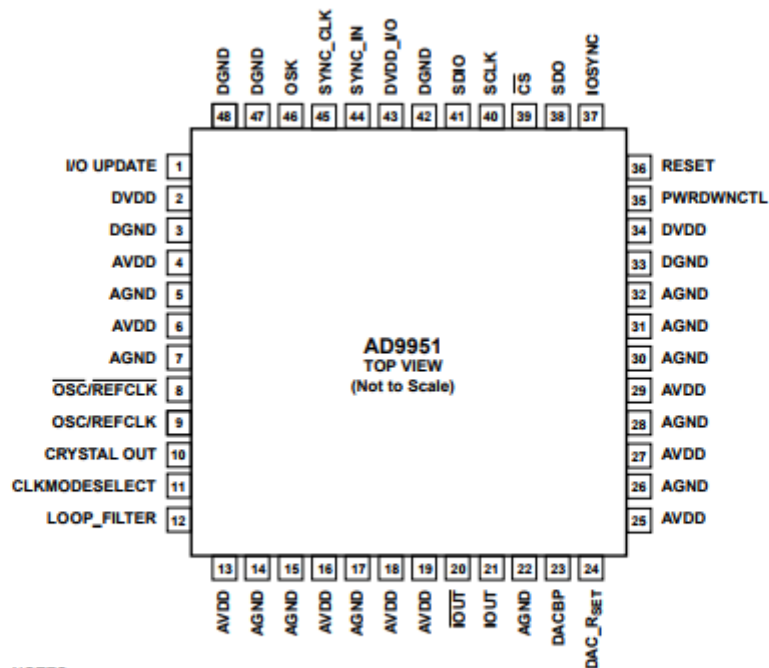 DGND
DGND
OSK
SYNC_CLK
SYNC_IN
DVDD_I/O
DGND
SDIO
SCLK
C̅S̅
SDO
IOSYNC
48 47 46 45 44 43 42 41 40 39 38 37
I/O UPDATE 1
DVDD 2
DGND 3
AVDD 4
AGND 5
AVDD 6
AGND 7
O̅S̅C̅/R̅E̅F̅C̅L̅K̅ 8
OSC/REFCLK 9
CRYSTAL OUT 10
CLKMODESELECT 11
LOOP_FILTER 12
AD9951
TOP VIEW
(Not to Scale)
36 RESET
35 PWRDWNCTL
34 DVDD
33 DGND
32 AGND
31 AGND
30 AGND
29 AVDD
28 AGND
27 AVDD
26 AGND
25 AVDD
13 14 15 16 17 18 19 20 21 22 23 24
AVDD
AGND
AGND
AVDD
AGND
AVDD
AVDD
I̅O̅U̅T̅
IOUT
AGND
DACBP
DAC_RSET